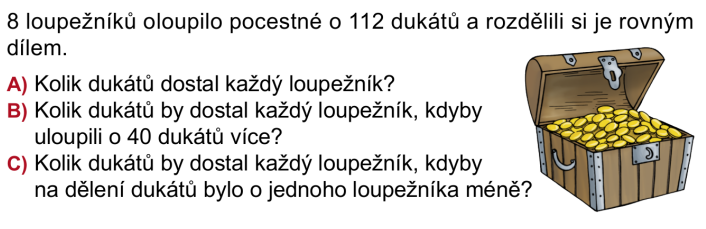 8 loupežníků oloupilo pocestné o 112 dukátů a rozdělili si je rovným
dílem.
A) Kolik dukátů dostal každý loupežník?
B) Kolik dukátů by dostal každý loupežník, kdyby
uloupili o 40 dukátů více?
C) Kolik dukátů by dostal každý loupežník, kdyby
na dělení dukátů bylo o jednoho loupežníka méně?